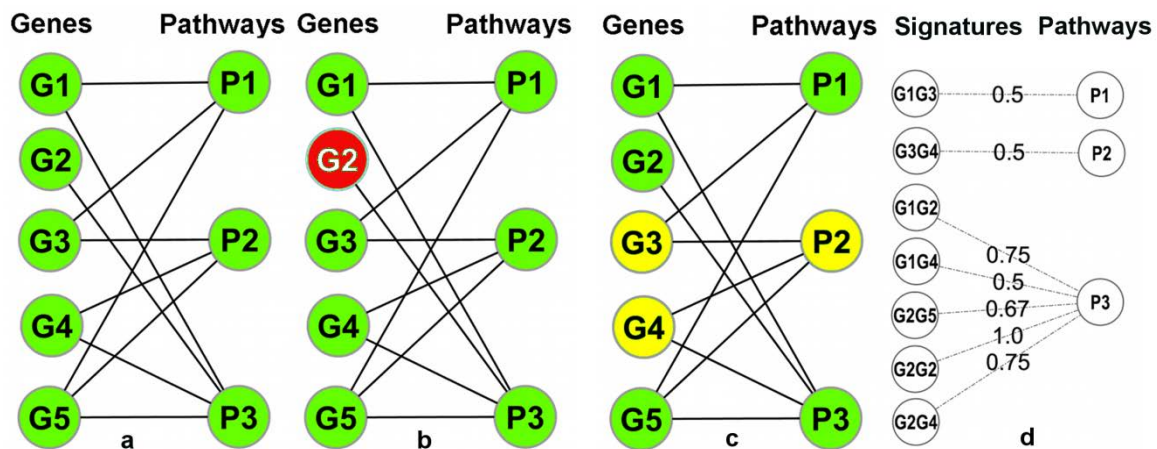 Genes Pathways Genes Pathways Genes Pathways Signatures Pathways
G1 P1 G1 P1 G1 P1 G1G3 0.5 P1
G2 G2 G2 G3G4 0.5 P2
G3 P2 G3 P2 G3 P2 G1G2 0.75
G1G4 0.5 P3
G4 G4 G4 G2G5 0.67
G2G2 1.0
G5 P3 G5 P3 G5 P3 G2G4 0.75
a b c d